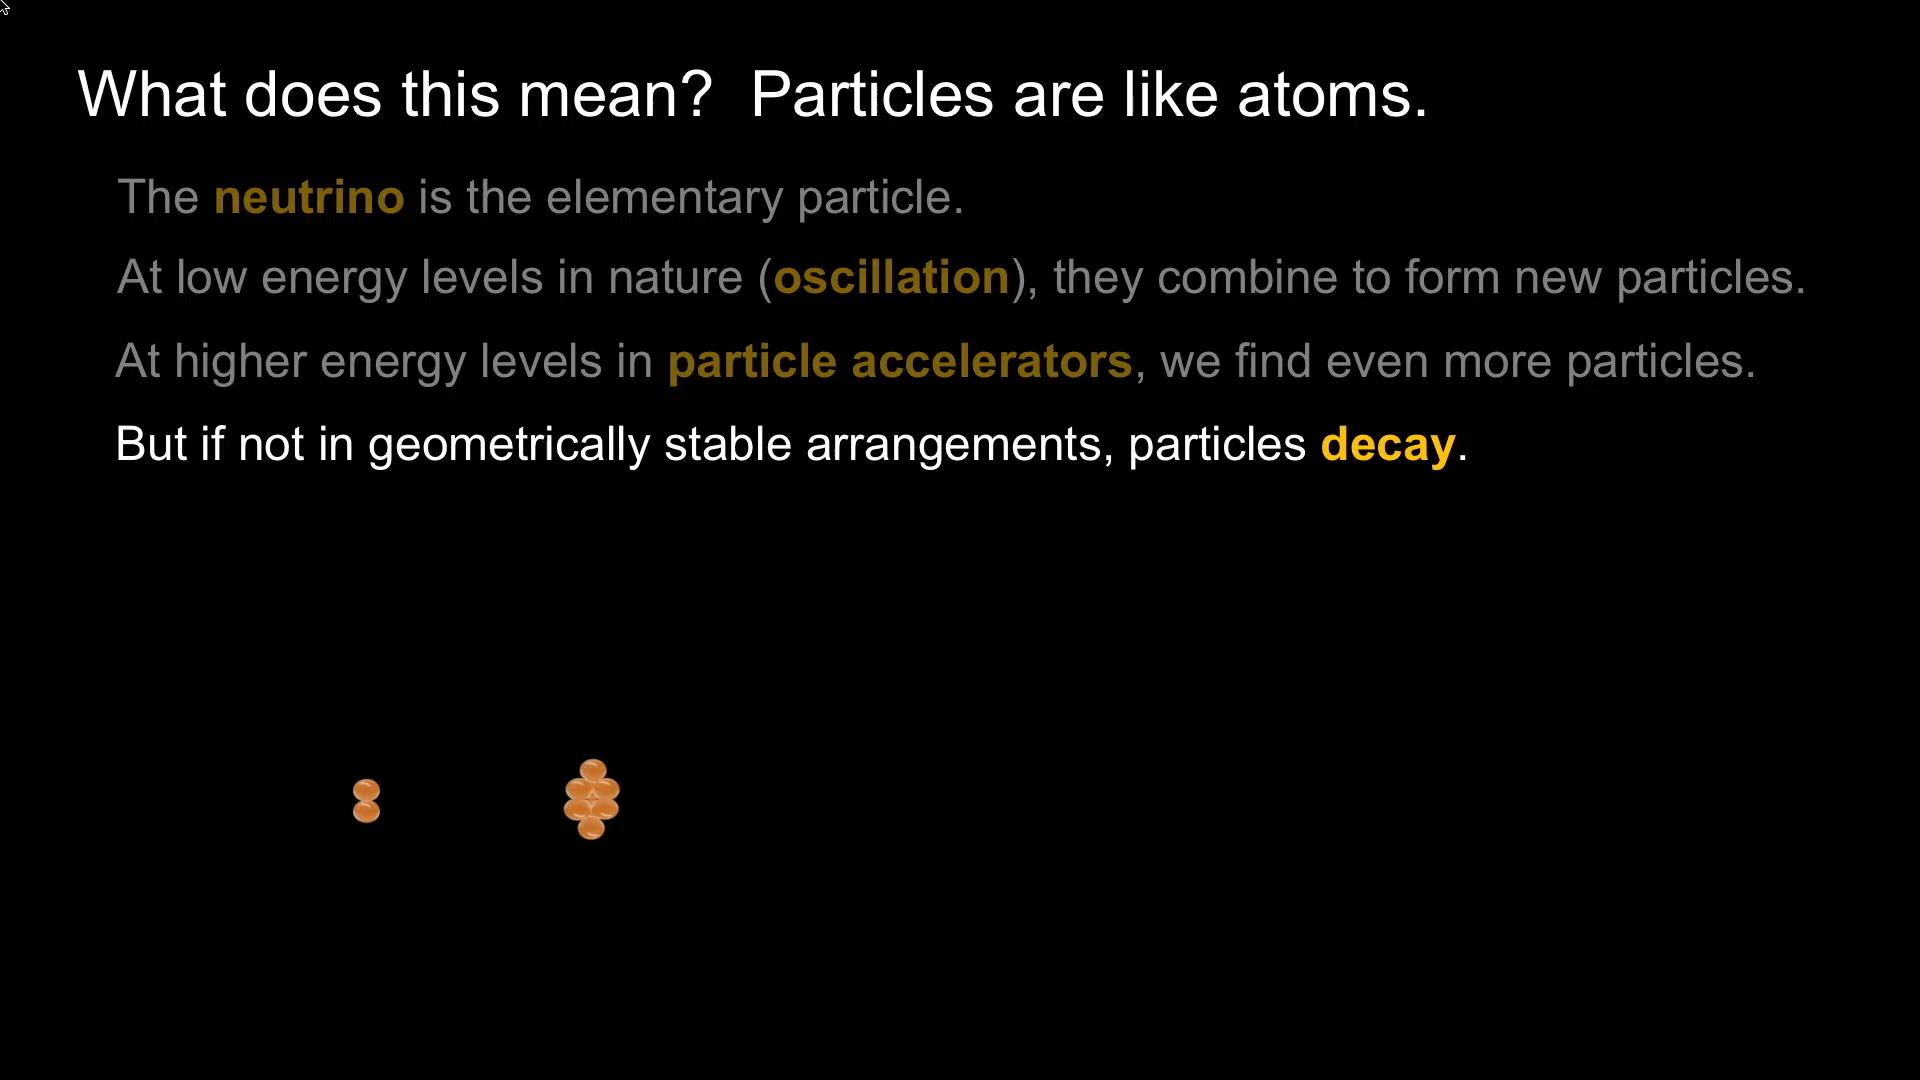 What does this mean?  Particles are like atoms.
The neutrino is the elementary particle.
At low energy levels in nature (oscillation), they combine to form new particles.
At higher energy levels in particle accelerators, we find even more particles.
But if not in geometrically stable arrangements, particles decay.